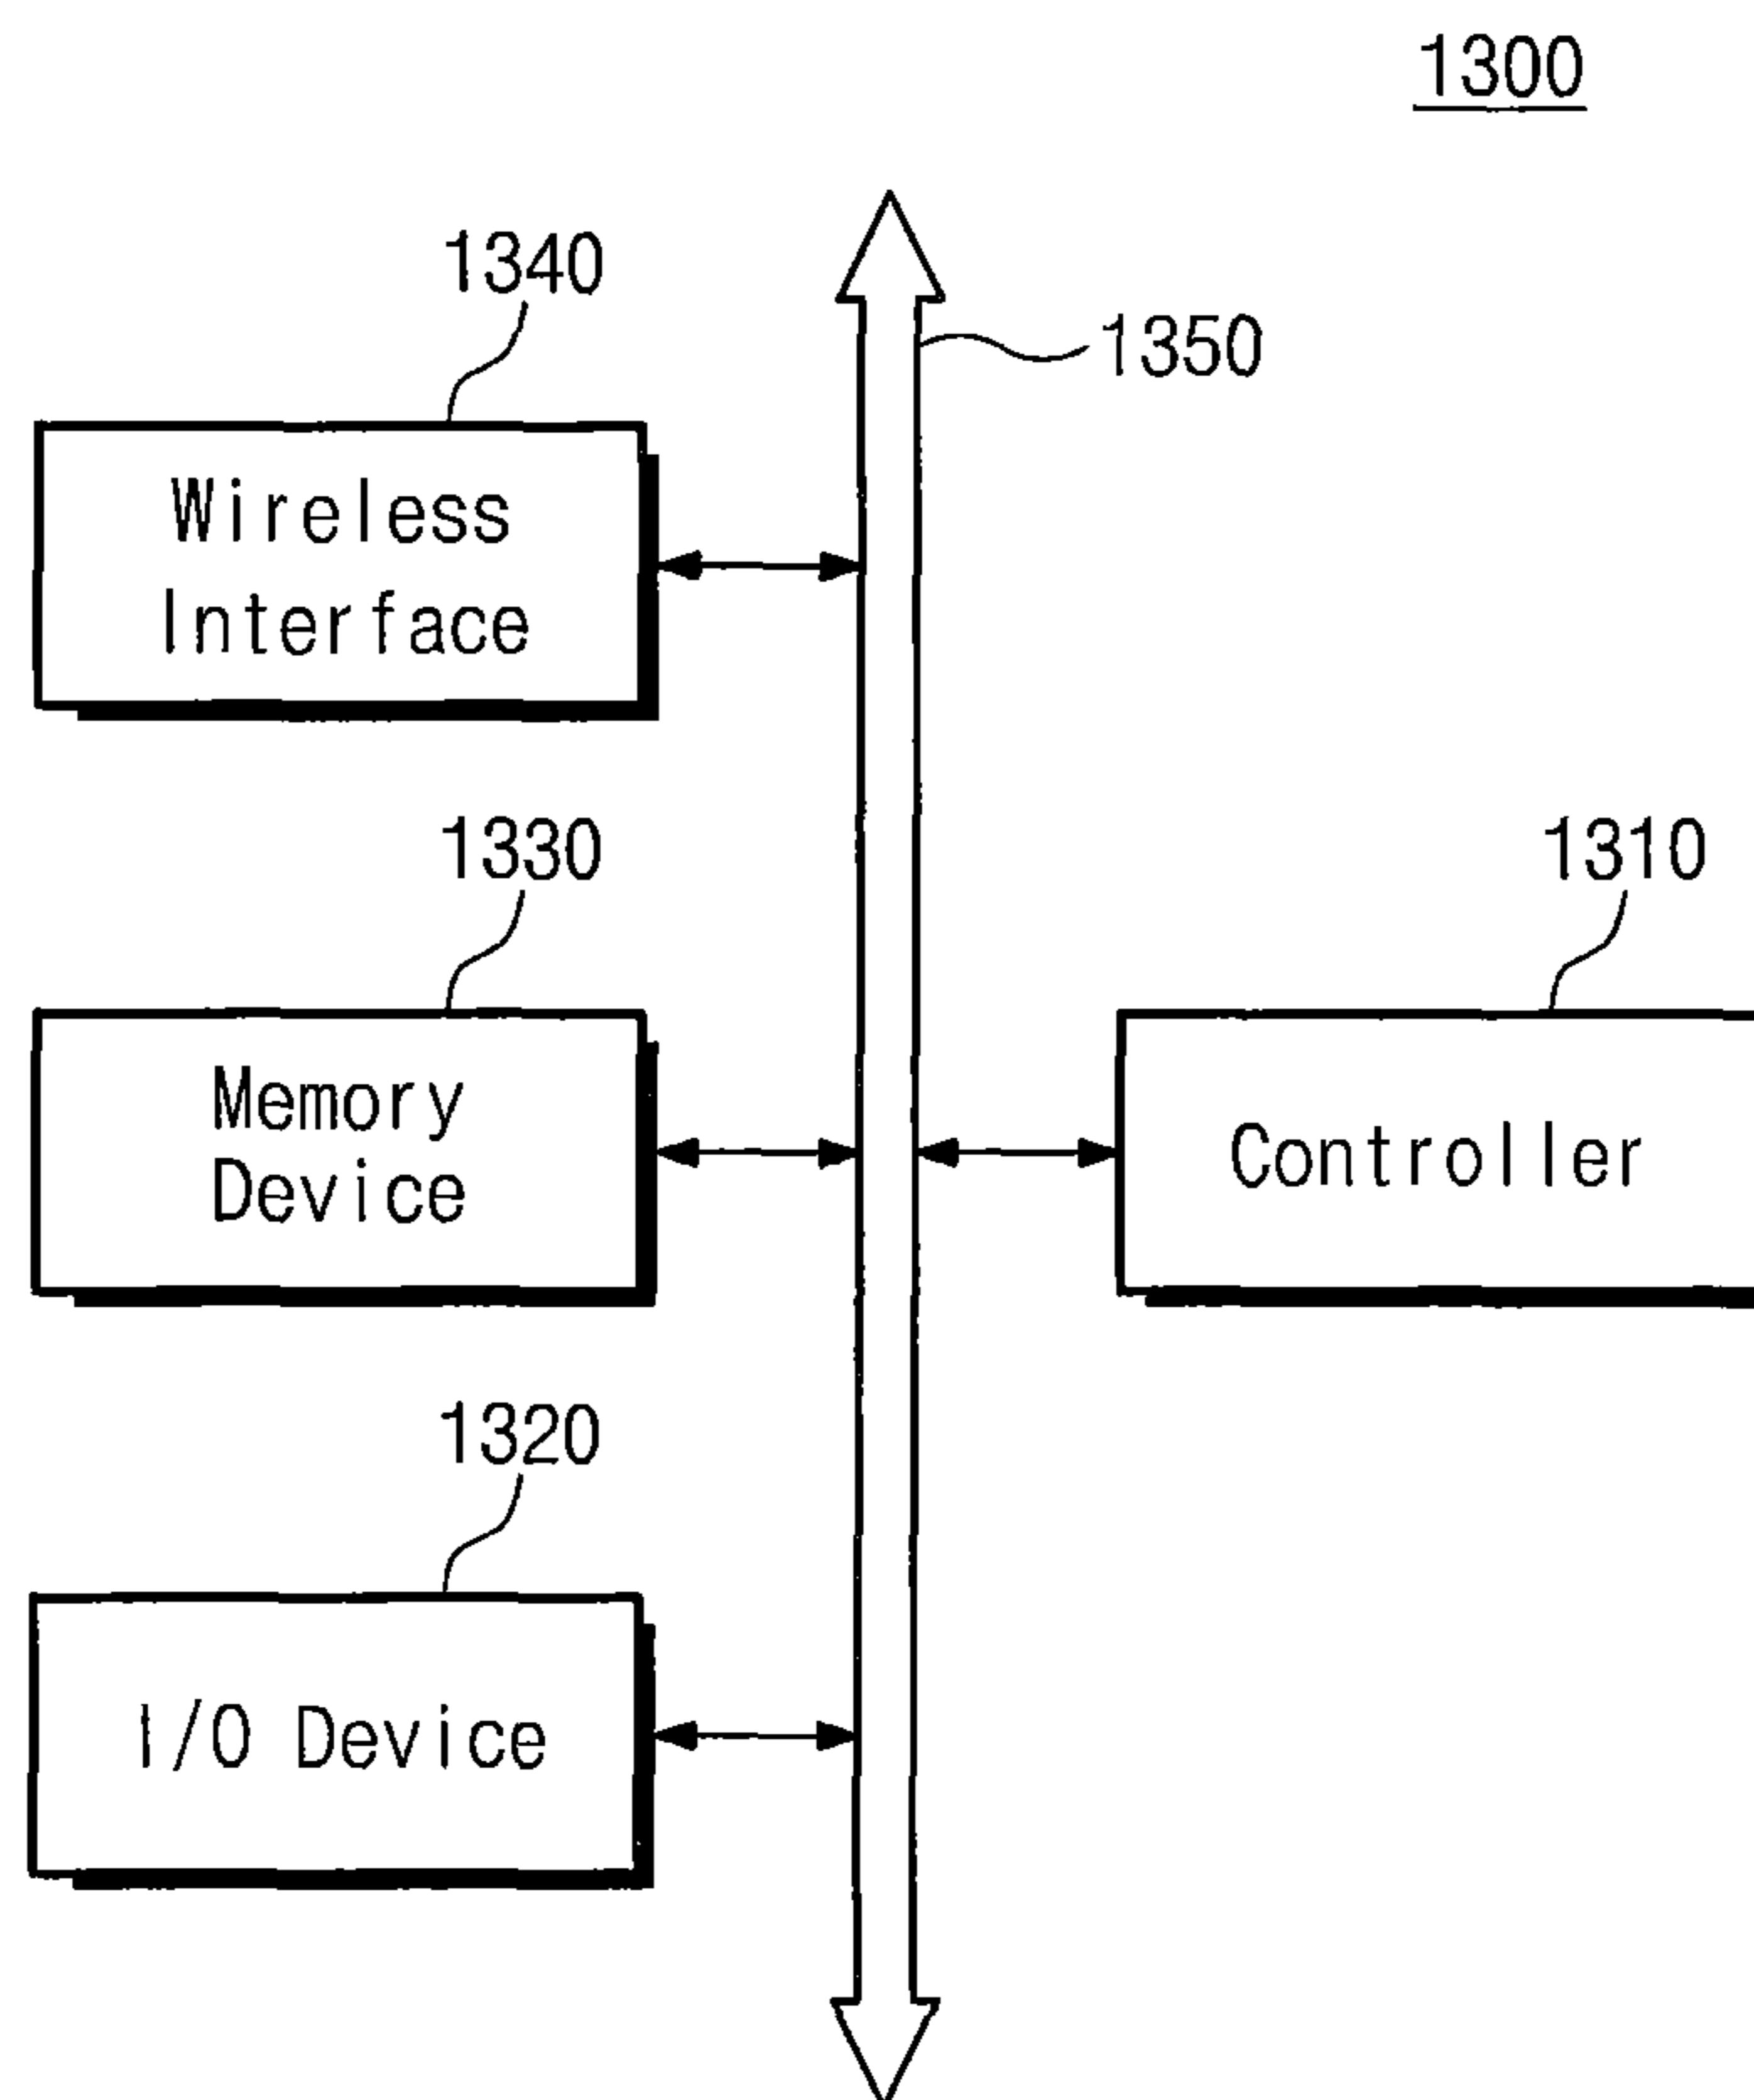 1300
1340
1350
Wireless
Interface
1330
1310
Memory
Device
Controller
1320
I/O Device